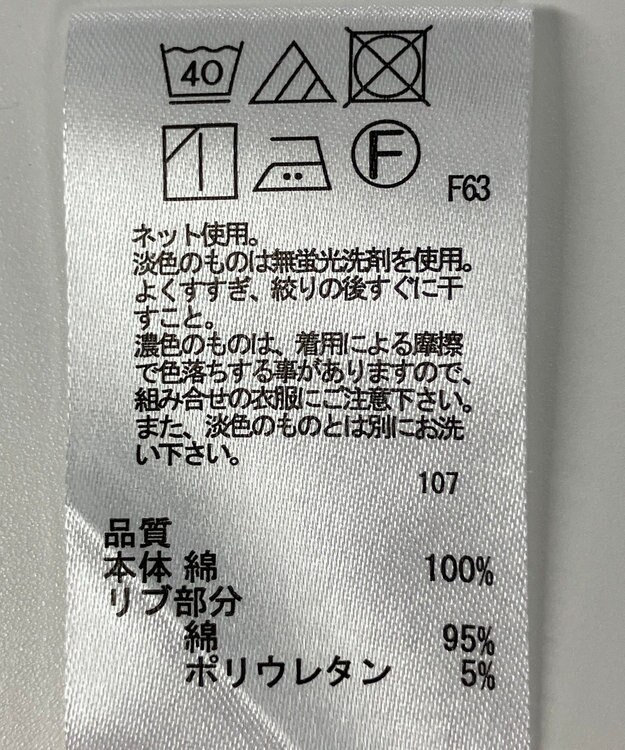 40
F
F63
ネット使用。
淡色のものは無蛍光洗剤を使用。
よくすすぎ、絞りの後すぐに干
すこと。
濃色のものは、着用による摩擦
で色落ちする事がありますので、
組み合せの衣服にご注意下さい。
また、淡色のものとは別にお洗
い下さい。
107
品質
本体 綿 100%
リブ部分
綿 95%
ポリウレタン 5%